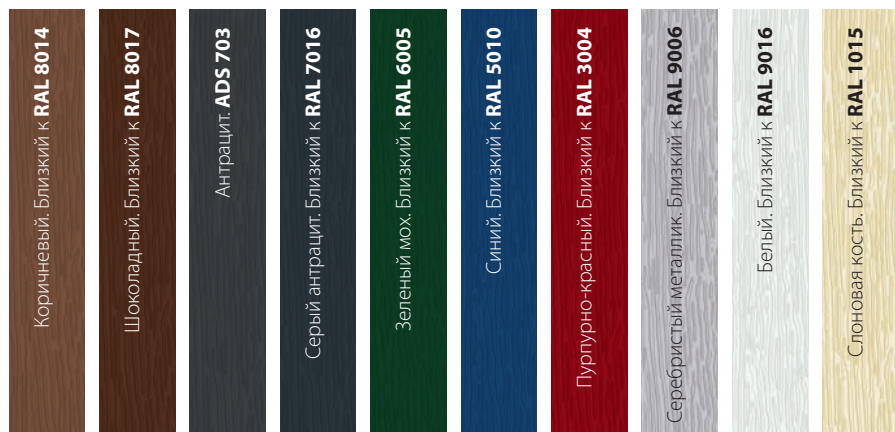 Коричневый. Близкий к RAL 8014
Шоколадный. Близкий к RAL 8017
Антрацит. ADS 703
Серый антрацит. Близкий к RAL 7016
Зеленый мох. Близкий к RAL 6005
Синий. Близкий к RAL 5010
Пурпурно-красный. Близкий к RAL 3004
Серебристый металлик. Близкий к RAL 9006
Белый. Близкий к RAL 9016
Слоновая кость. Близкий к RAL 1015